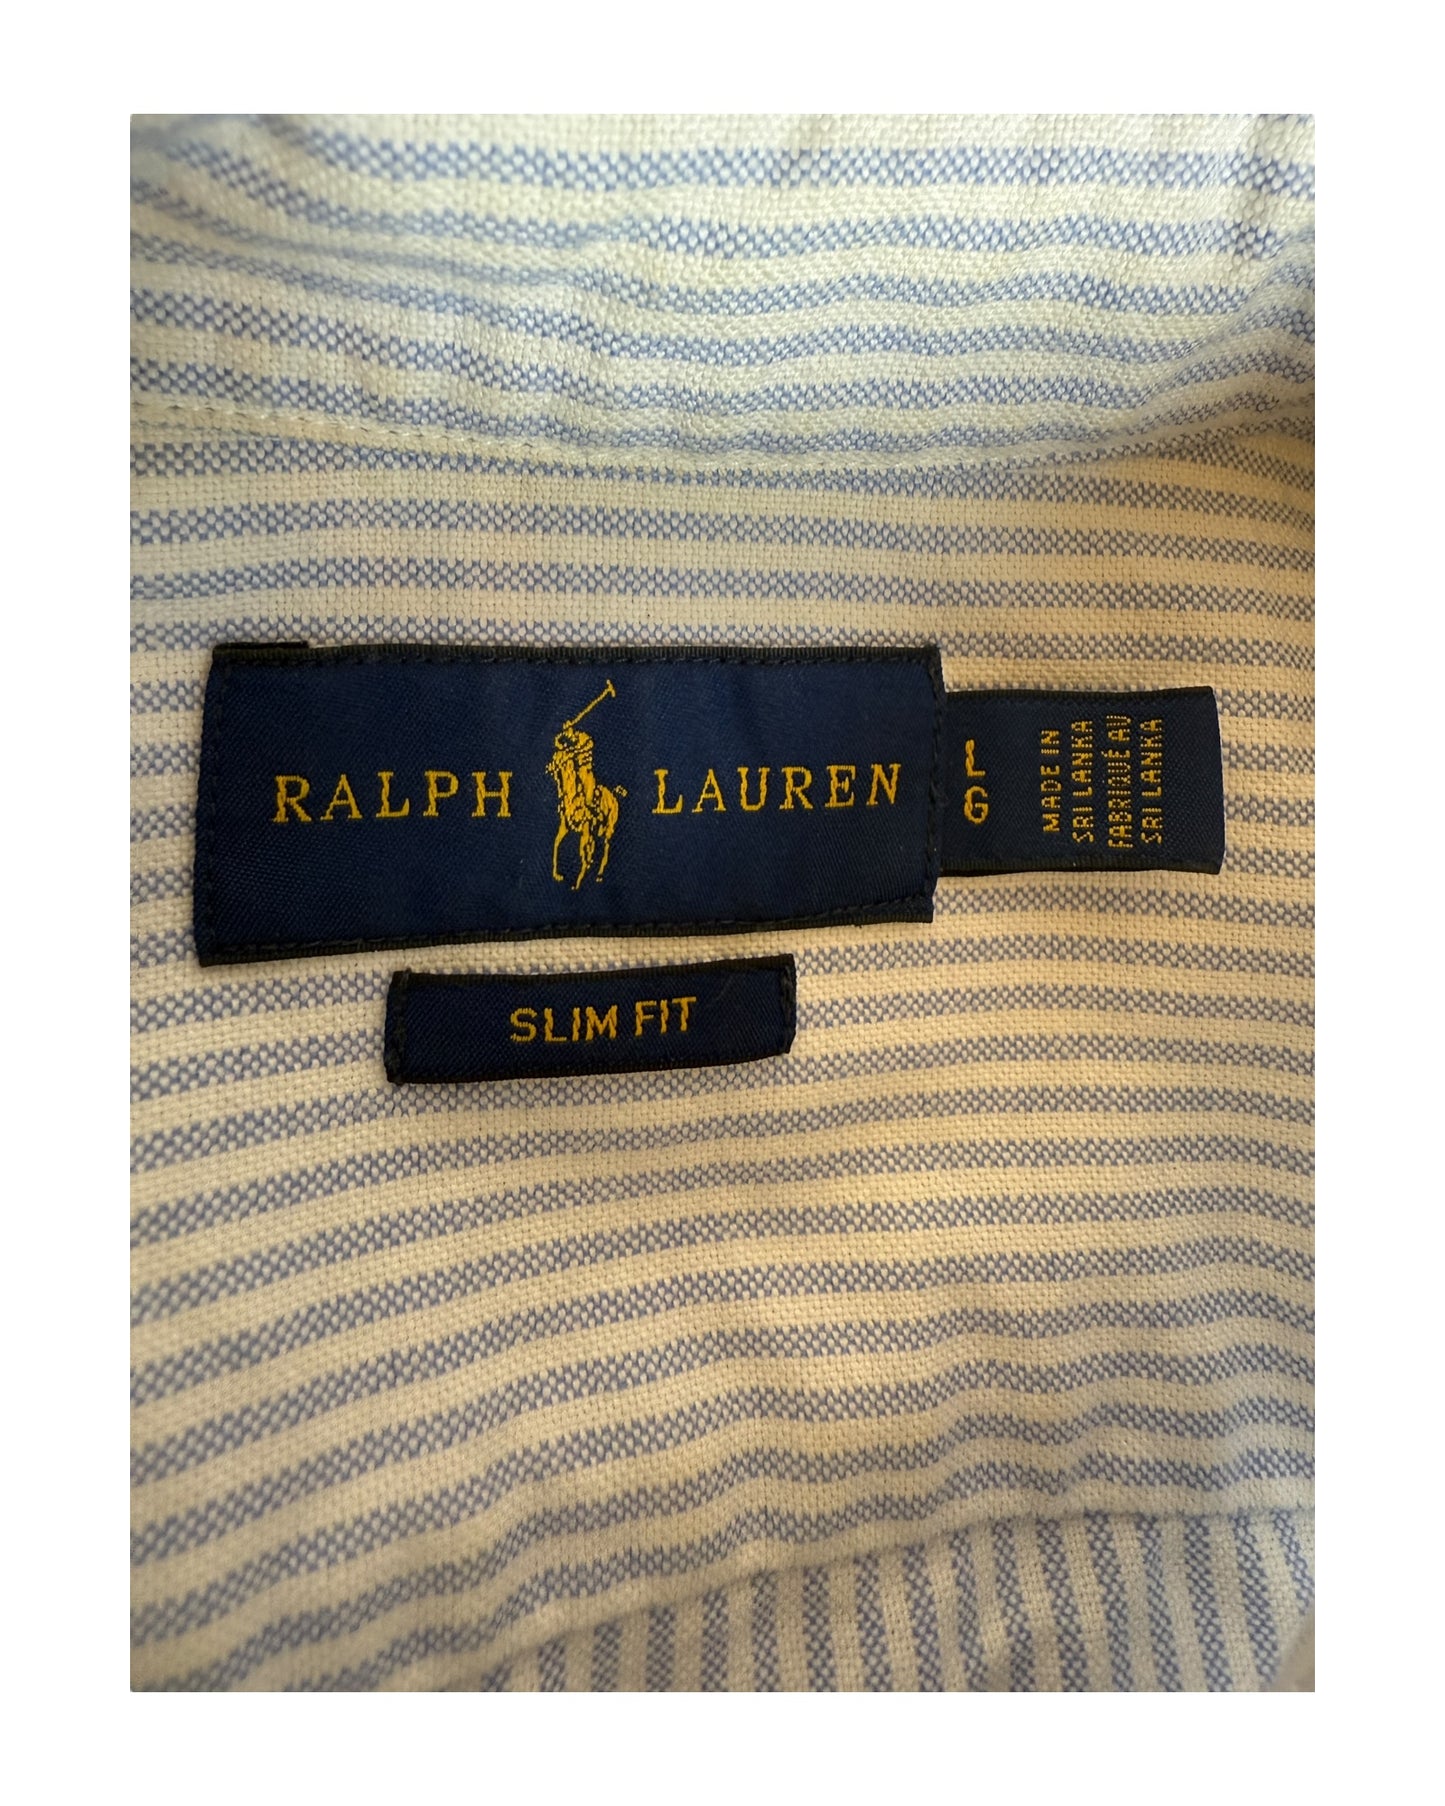 RALPH LAUREN
L
G
MADE IN
SRI LANKA
FABRIQUÉ AU
SRI LANKA
SLIM FIT